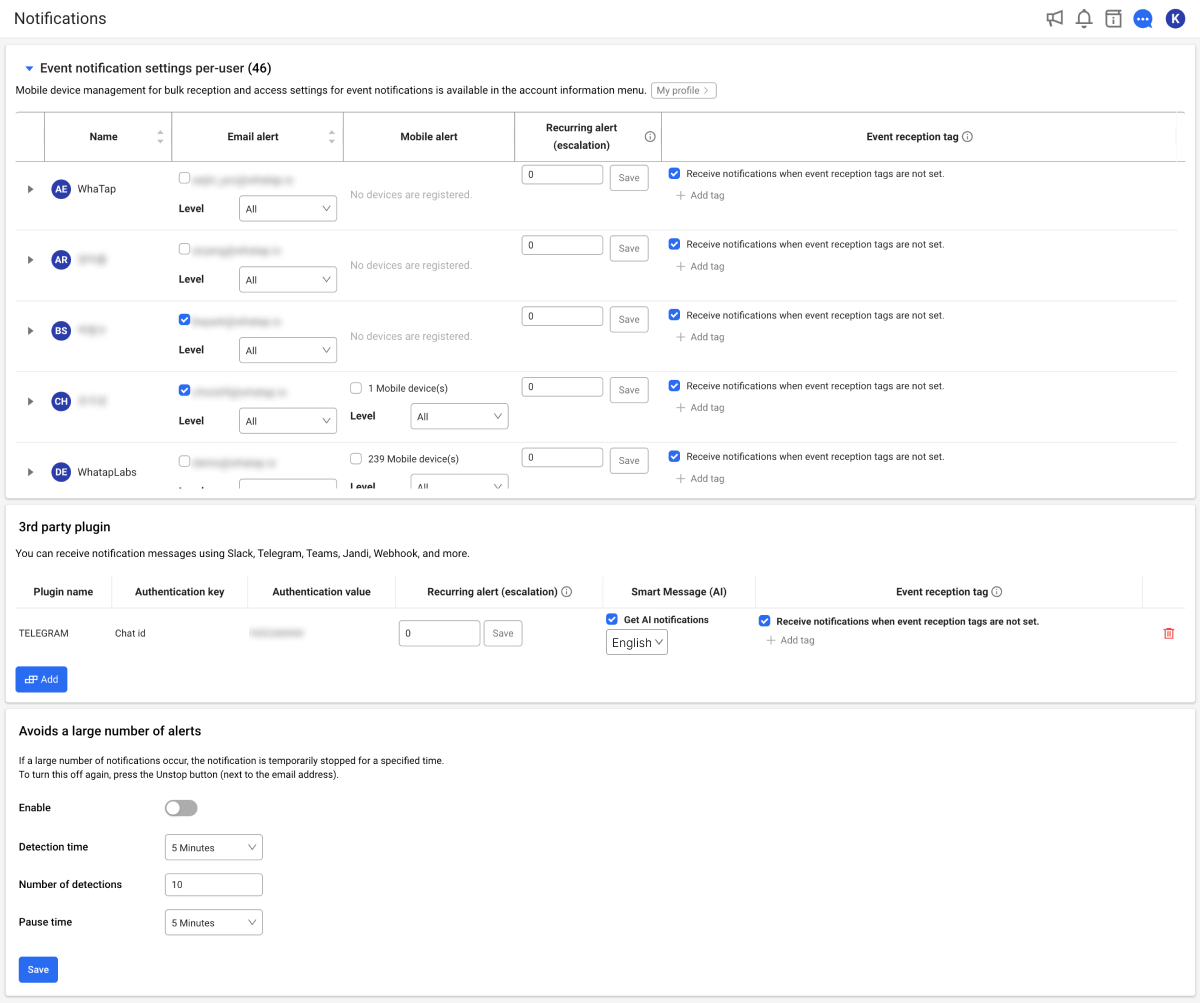 Notifications
K
Event notification settings per-user (46)
Mobile device management for bulk reception and access settings for event notifications is available in the account information menu. My profile >
Name Email alert Mobile alert Recurring alert (escalation) Event reception tag
AE WhaTap No devices are registered. 0 Save Receive notifications when event reception tags are not set.
Level All + Add tag
AR No devices are registered. 0 Save Receive notifications when event reception tags are not set.
Level All + Add tag
BS No devices are registered. 0 Save Receive notifications when event reception tags are not set.
Level All + Add tag
CH 1 Mobile device(s) 0 Save Receive notifications when event reception tags are not set.
Level All Level All + Add tag
DE WhatapLabs 239 Mobile device(s) 0 Save Receive notifications when event reception tags are not set.
Level All + Add tag
3rd party plugin
You can receive notification messages using Slack, Telegram, Teams, Jandi, Webhook, and more.
Plugin name Authentication key Authentication value Recurring alert (escalation) Smart Message (AI) Event reception tag
TELEGRAM Chat id 0 Save Get AI notifications Receive notifications when event reception tags are not set.
English + Add tag
Add
Avoids a large number of alerts
If a large number of notifications occur, the notification is temporarily stopped for a specified time.
To turn this off again, press the Unstop button (next to the email address).
Enable
Detection time 5 Minutes
Number of detections 10
Pause time 5 Minutes
Save